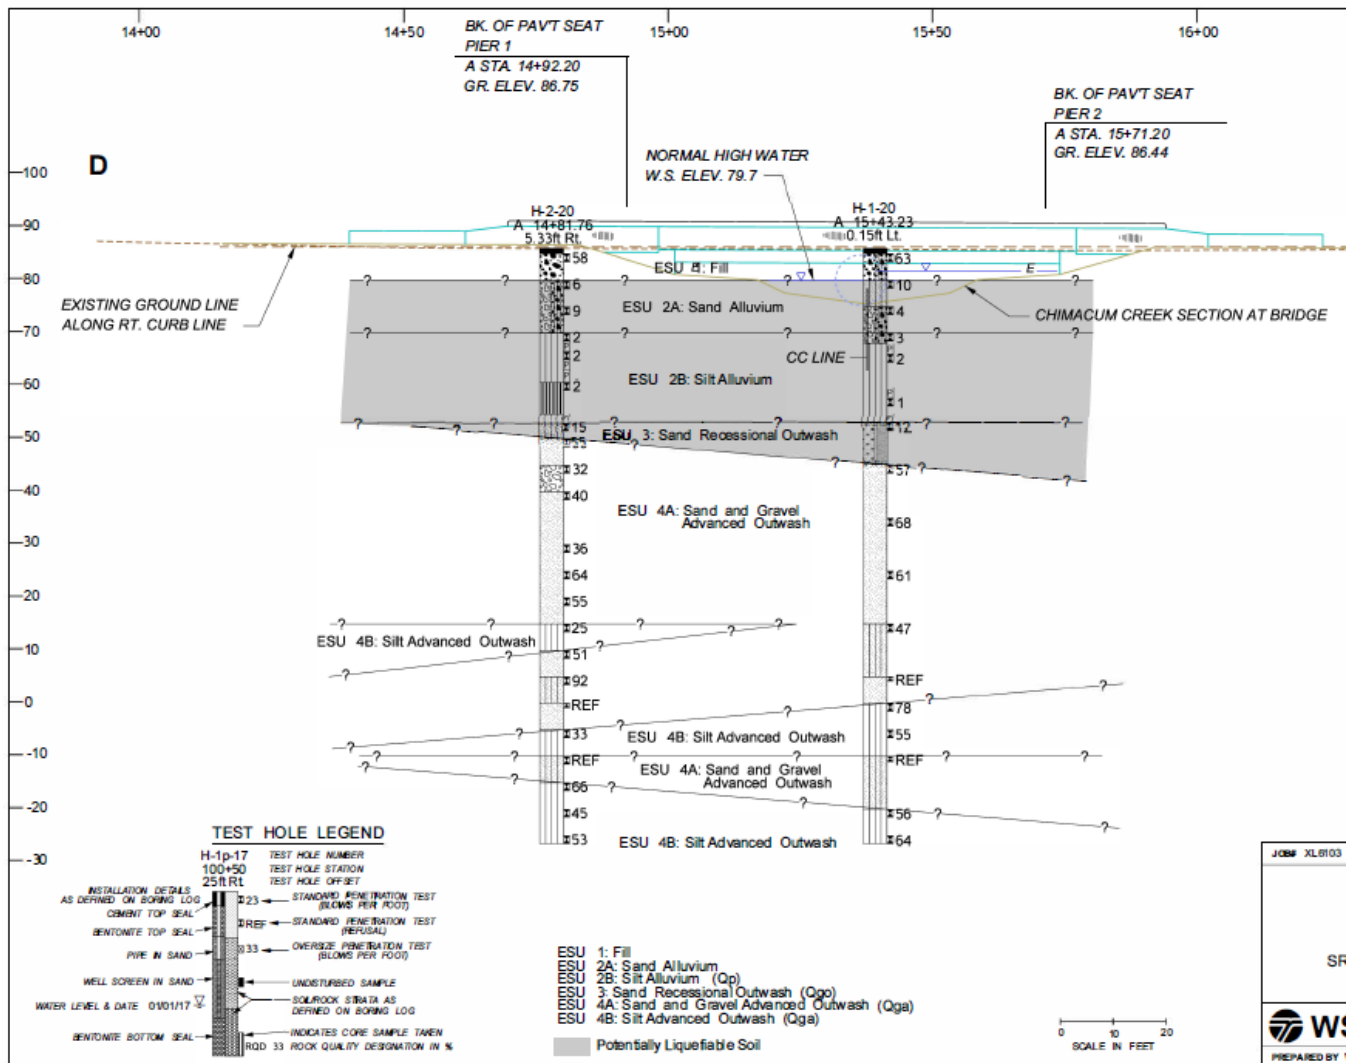 14+00
14+50
15+00
15+50
16+00
BK. OF PAV'T SEAT
PIER 1
A STA. 14+92.20
GR. ELEV. 86.75
BK. OF PAV'T SEAT
PIER 2
A STA. 15+71.20
GR. ELEV. 86.44
NORMAL HIGH WATER
W.S. ELEV. 79.7
D
100
90
80
70
60
50
40
30
20
10
0
-10
-20
-30
H-2-20
A 14+81.76
5.33ft Rt.
H-1-20
A 15+43.23
0.15ft Lt.
EXISTING GROUND LINE
ALONG RT. CURB LINE
CHIMACUM CREEK SECTION AT BRIDGE
CC LINE
E
58
6
9
2
2
2
15
33
32
40
36
64
55
25
51
92
REF
33
REF
66
45
53
63
10
4
3
2
1
12
57
68
61
47
REF
78
55
REF
56
64
ESU 1: Fill
ESU 2A: Sand Alluvium
ESU 2B: Silt Alluvium
ESU 3: Sand Recessional Outwash
ESU 4A: Sand and Gravel
Advanced Outwash
ESU 4B: Silt Advanced Outwash
ESU 4B: Silt Advanced Outwash
ESU 4A: Sand and Gravel
Advanced Outwash
ESU 4B: Silt Advanced Outwash
TEST HOLE LEGEND
H-1p-17 TEST HOLE NUMBER
100+50 TEST HOLE STATION
25ft Rt. TEST HOLE OFFSET
INSTALLATION DETAILS
AS DEFINED ON BORING LOG
CEMENT TOP SEAL
BENTONITE TOP SEAL
PIPE IN SAND
WELL SCREEN IN SAND
WATER LEVEL & DATE 01/01/17
BENTONITE BOTTOM SEAL
23 STANDARD PENETRATION TEST
(BLOWS PER FOOT)
REF STANDARD PENETRATION TEST
(REFUSAL)
33 OVERSIZE PENETRATION TEST
(BLOWS PER FOOT)
UNDISTURBED SAMPLE
SOIL/ROCK STRATA AS
DEFINED ON BORING LOG
INDICATES CORE SAMPLE TAKEN
RQD 33 ROCK QUALITY DESIGNATION IN %
ESU 1: Fill
ESU 2A: Sand Alluvium
ESU 2B: Silt Alluvium (Qp)
ESU 3: Sand Recessional Outwash (Qgo)
ESU 4A: Sand and Gravel Advanced Outwash (Qga)
ESU 4B: Silt Advanced Outwash (Qga)
Potentially Liquefiable Soil
0 10 20
SCALE IN FEET
JOB# XL6103
SR
WS
PREPARED BY